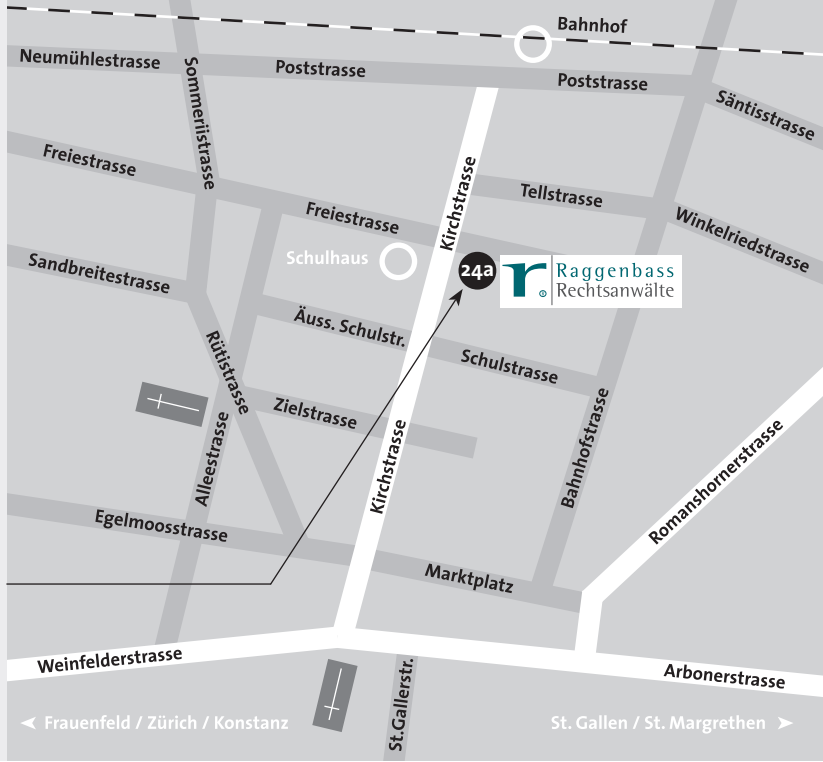 Bahnhof
Neumühlestrasse
Poststrasse
Poststrasse
Säntisstrasse
Sommeriistrasse
Freiestrasse
Kirchstrasse
Tellstrasse
Freiestrasse
Winkelriedstrasse
Schulhaus
24a
r
Raggenbass
Rechtsanwälte
Sandbreitestrasse
Äuss. Schulstr.
Rütistrasse
Schulstrasse
Zielstrasse
Alleestrasse
Kirchstrasse
Bahnhofstrasse
Romanshornerstrasse
Egelmoosstrasse
Marktplatz
Weinfelderstrasse
St.Gallerstr.
Arbonerstrasse
Frauenfeld / Zürich / Konstanz
St. Gallen / St. Margrethen